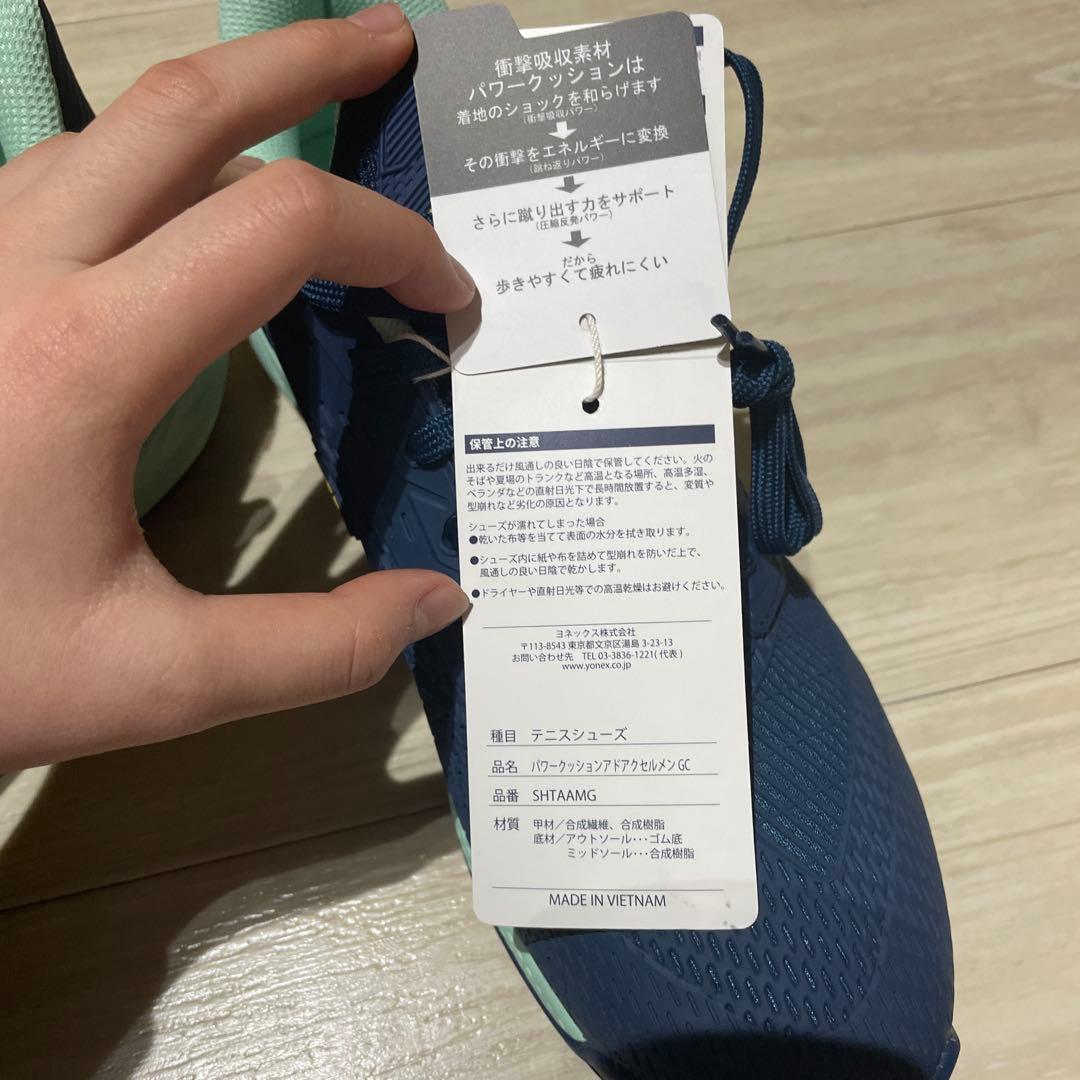 衝撃吸収素材
パワークッションは
着地のショックを和らげます
(衝撃吸収パワー)
その衝撃をエネルギーに変換
(跳ね返りパワー)
さらに蹴り出す力をサポート
(圧縮反発パワー)
だから
歩きやすくて疲れにくい
保管上の注意
出来るだけ風通しの良い日陰で保管してください。火の
そばや夏場のトランクなど高温となる場所、高温多湿、
ベランダなどの直射日光下で長時間放置すると、変質や
型崩れなど劣化の原因となります。
シューズが濡れてしまった場合
●乾いた布等を当てて表面の水分を拭き取ります。
●シューズ内に紙や布を詰めて型崩れを防いだ上で、
風通しの良い日陰で乾かします。
●ドライヤーや直射日光等での高温乾燥はお避けください。
ヨネックス株式会社
〒113-8543 東京都文京区湯島 3-23-13
お問い合わせ先 TEL 03-3836-1221(代表)
www.yonex.co.jp
種目 テニスシューズ
品名 パワークッションアドアクセルメン GC
品番 SHTAAMG
材質 甲材／合成繊維、合成樹脂
底材／アウトソール･･･ゴム底
ミッドソール･･･合成樹脂
MADE IN VIETNAM